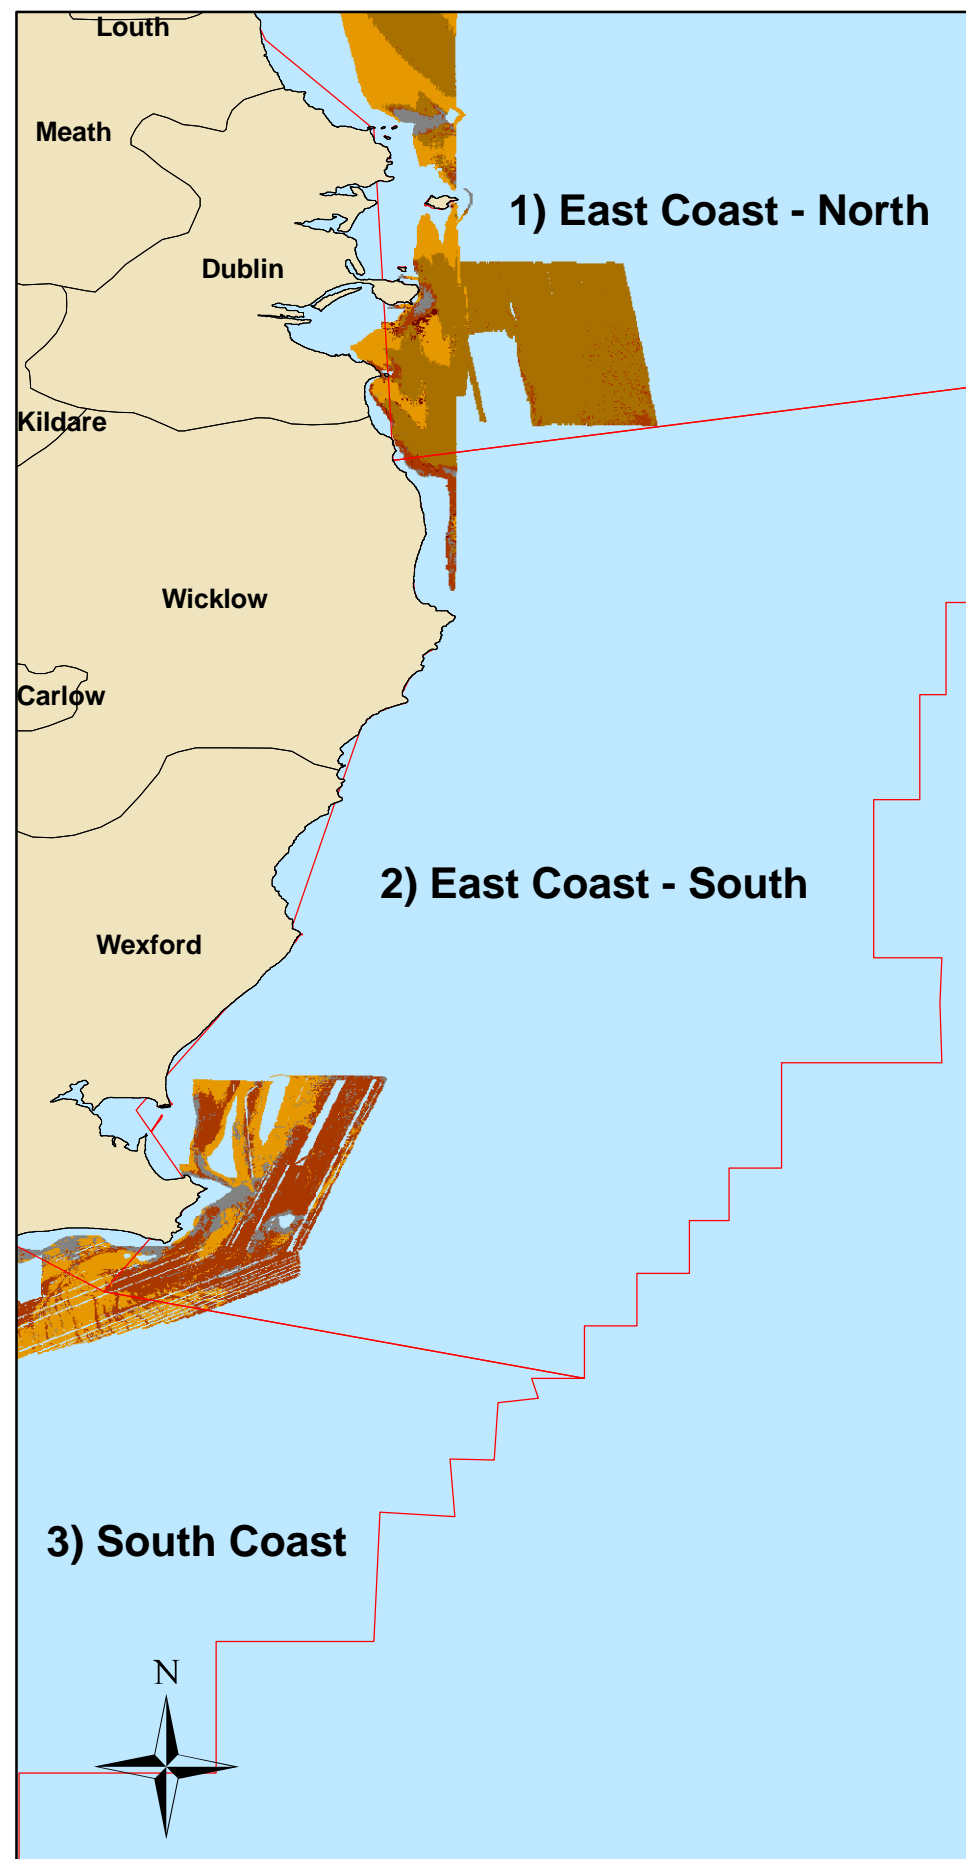 Louth
Meath
1) East Coast - North
Dublin
Kildare
Wicklow
Carlow
2) East Coast - South
Wexford
3) South Coast
N